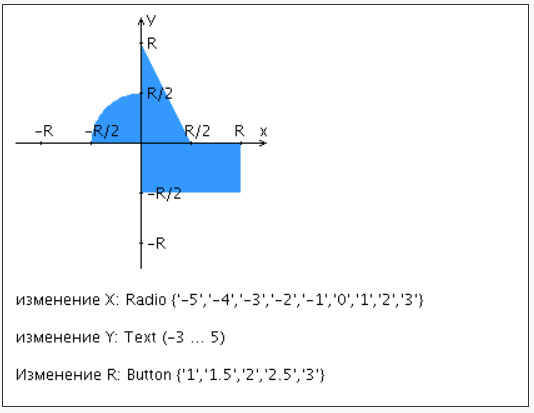 y
R
R/2
-R -R/2 R/2 R x
-R/2
-R
изменение X: Radio {'-5','-4','-3','-2','-1','0','1','2','3'}
изменение Y: Text (-3 ... 5)
Изменение R: Button {'1','1.5','2','2.5','3'}